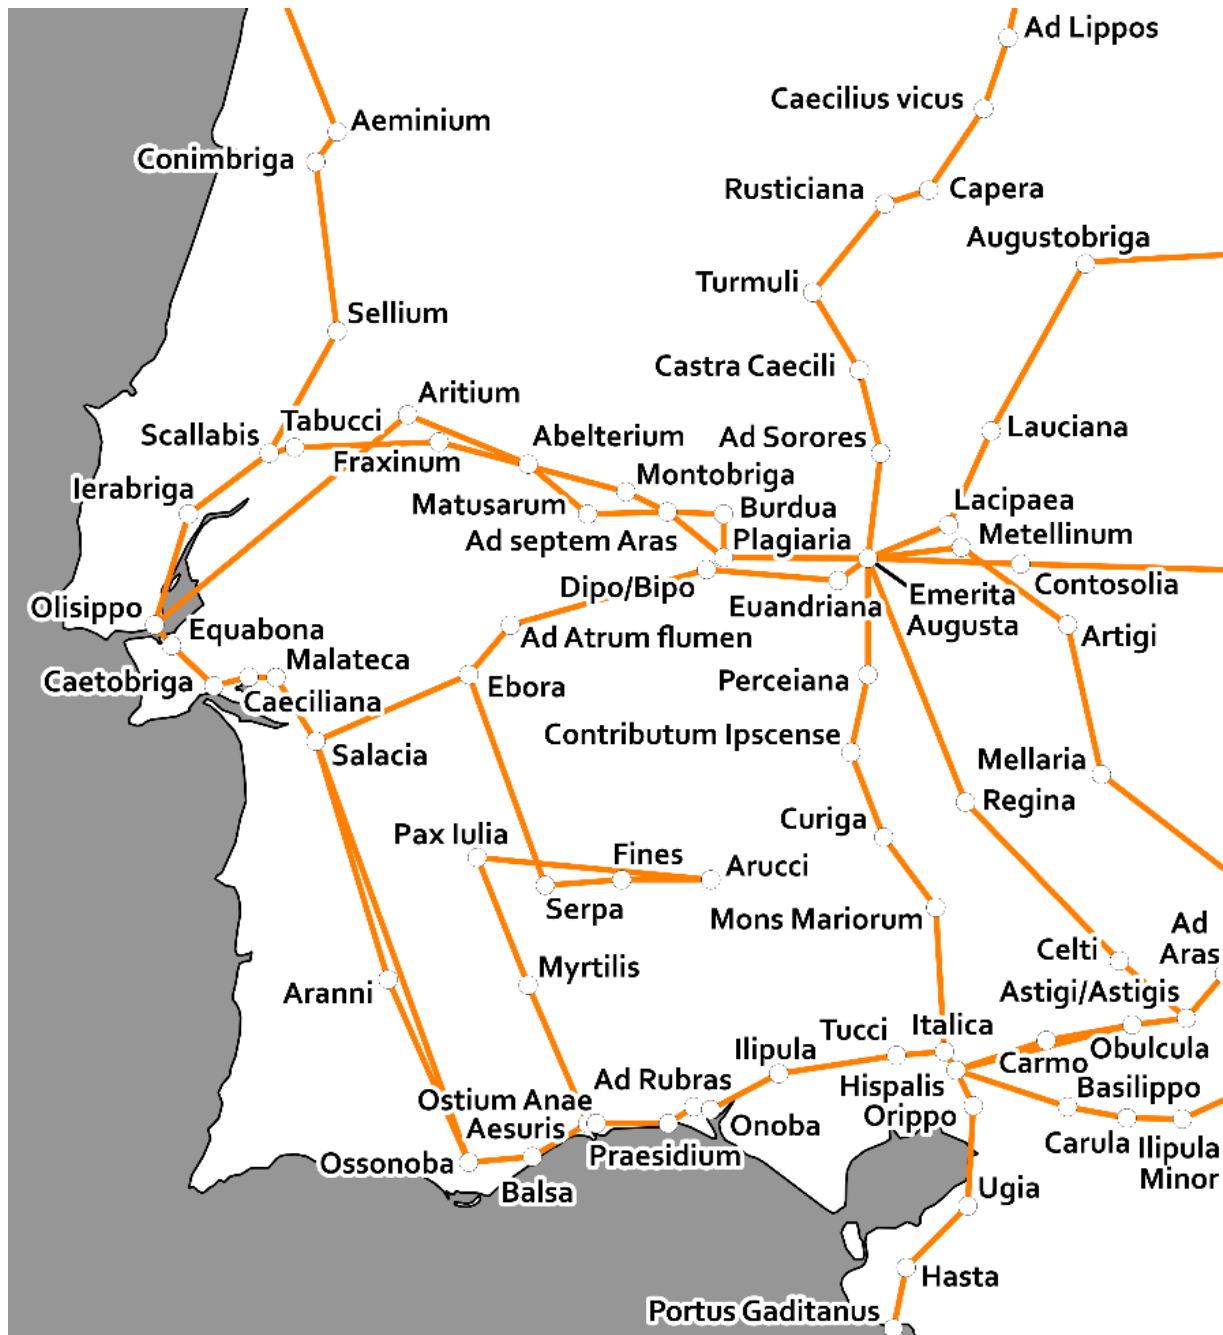 Ad Lippos
Caecilius vicus
Aeminium
Conimbriga
Rusticiana
Capera
Augustobriga
Turmuli
Sellium
Castra Caecili
Aritium
Tabucci
Scallabis
Abelterium
Ad Sorores
Lauciana
Fraxinum
Montobriga
Ierabriga
Matusarum
Burdua
Lacipaea
Metellinum
Ad septem Aras
Plagiaria
Dipo/Bipo
Contosolia
Olisippo
Euandriana
Emerita
Augusta
Equabona
Ad Atrum flumen
Artigi
Malateca
Caetobriga
Ebora
Perceiana
Caeciliana
Contributum Ipscense
Salacia
Mellaria
Regina
Curiga
Pax Iulia
Fines
Arucci
Serpa
Mons Mariorum
Ad
Aras
Celti
Myrtilis
Aranni
Astigi/Astigis
Italica
Tucci
Ilipula
Obulcula
Carmo
Ad Rubras
Hispalis
Basilippo
Ostium Anae
Orippo
Aesuris
Onoba
Carula
Ilipula
Minor
Praesidium
Ossonoba
Balsa
Ugia
Hasta
Portus Gaditanus